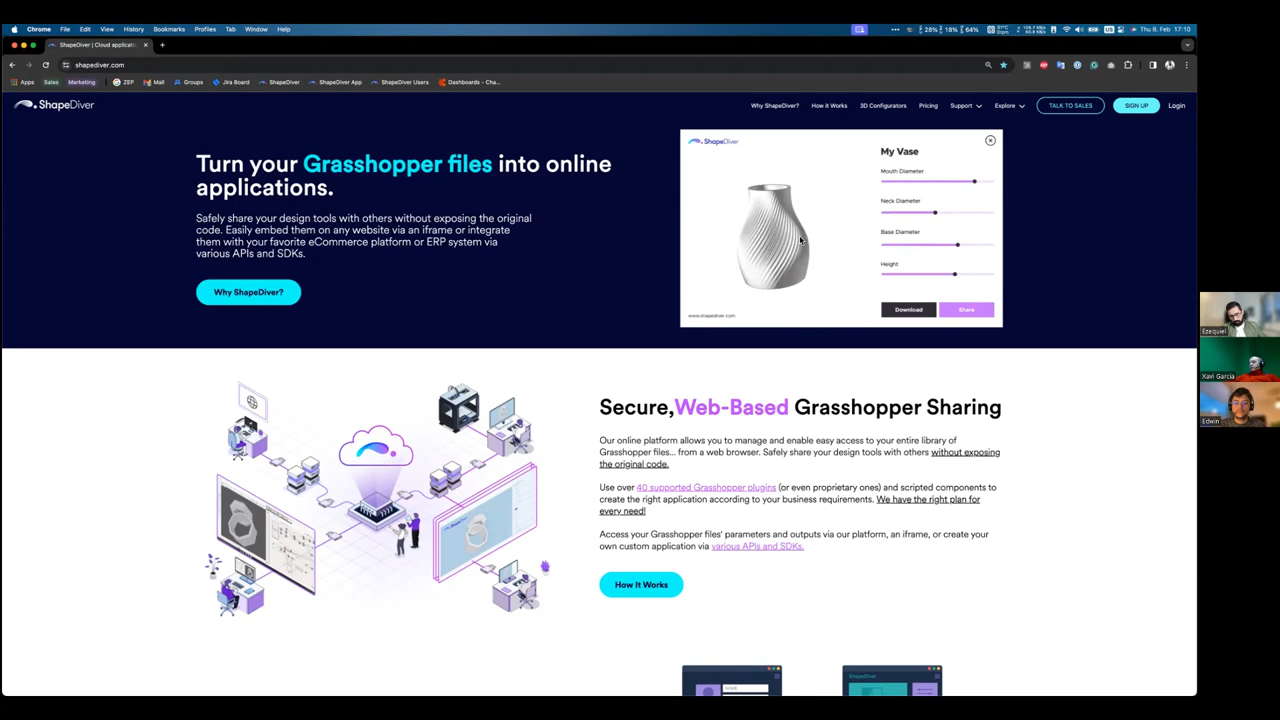 Chrome File Edit View History Bookmarks Profiles Tab Window Help
28% 18% 64%
Thu 8. Feb 17:10
ShapeDiver | Cloud applicatio
shapediver.com
Apps Sales Marketing ZEP Mail Groups Jira Board ShapeDiver ShapeDiver App ShapeDiver Users Dashboards - Cha...
ShapeDiver
Why ShapeDiver? How it Works 3D Configurators Pricing Support Explore TALK TO SALES SIGN UP Login
Turn your Grasshopper files into online
applications.
Safely share your design tools with others without exposing the original
code. Easily embed them on any website via an iframe or integrate
them with your favorite eCommerce platform or ERP system via
various APIs and SDKs.
Why ShapeDiver?
ShapeDiver
My Vase
Mouth Diameter
Neck Diameter
Base Diameter
Height
Download Share
www.shapediver.com
Ezequiel
Xavi Garcia
Edwin
Secure,Web-Based Grasshopper Sharing
Our online platform allows you to manage and enable easy access to your entire library of
Grasshopper files... from a web browser. Safely share your design tools with others without exposing
the original code.
Use over 40 supported Grasshopper plugins (or even proprietary ones) and scripted components to
create the right application according to your business requirements. We have the right plan for
every need!
Access your Grasshopper files' parameters and outputs via our platform, an iframe, or create your
own custom application via various APIs and SDKs.
How It Works
NAME
ShapeDiver